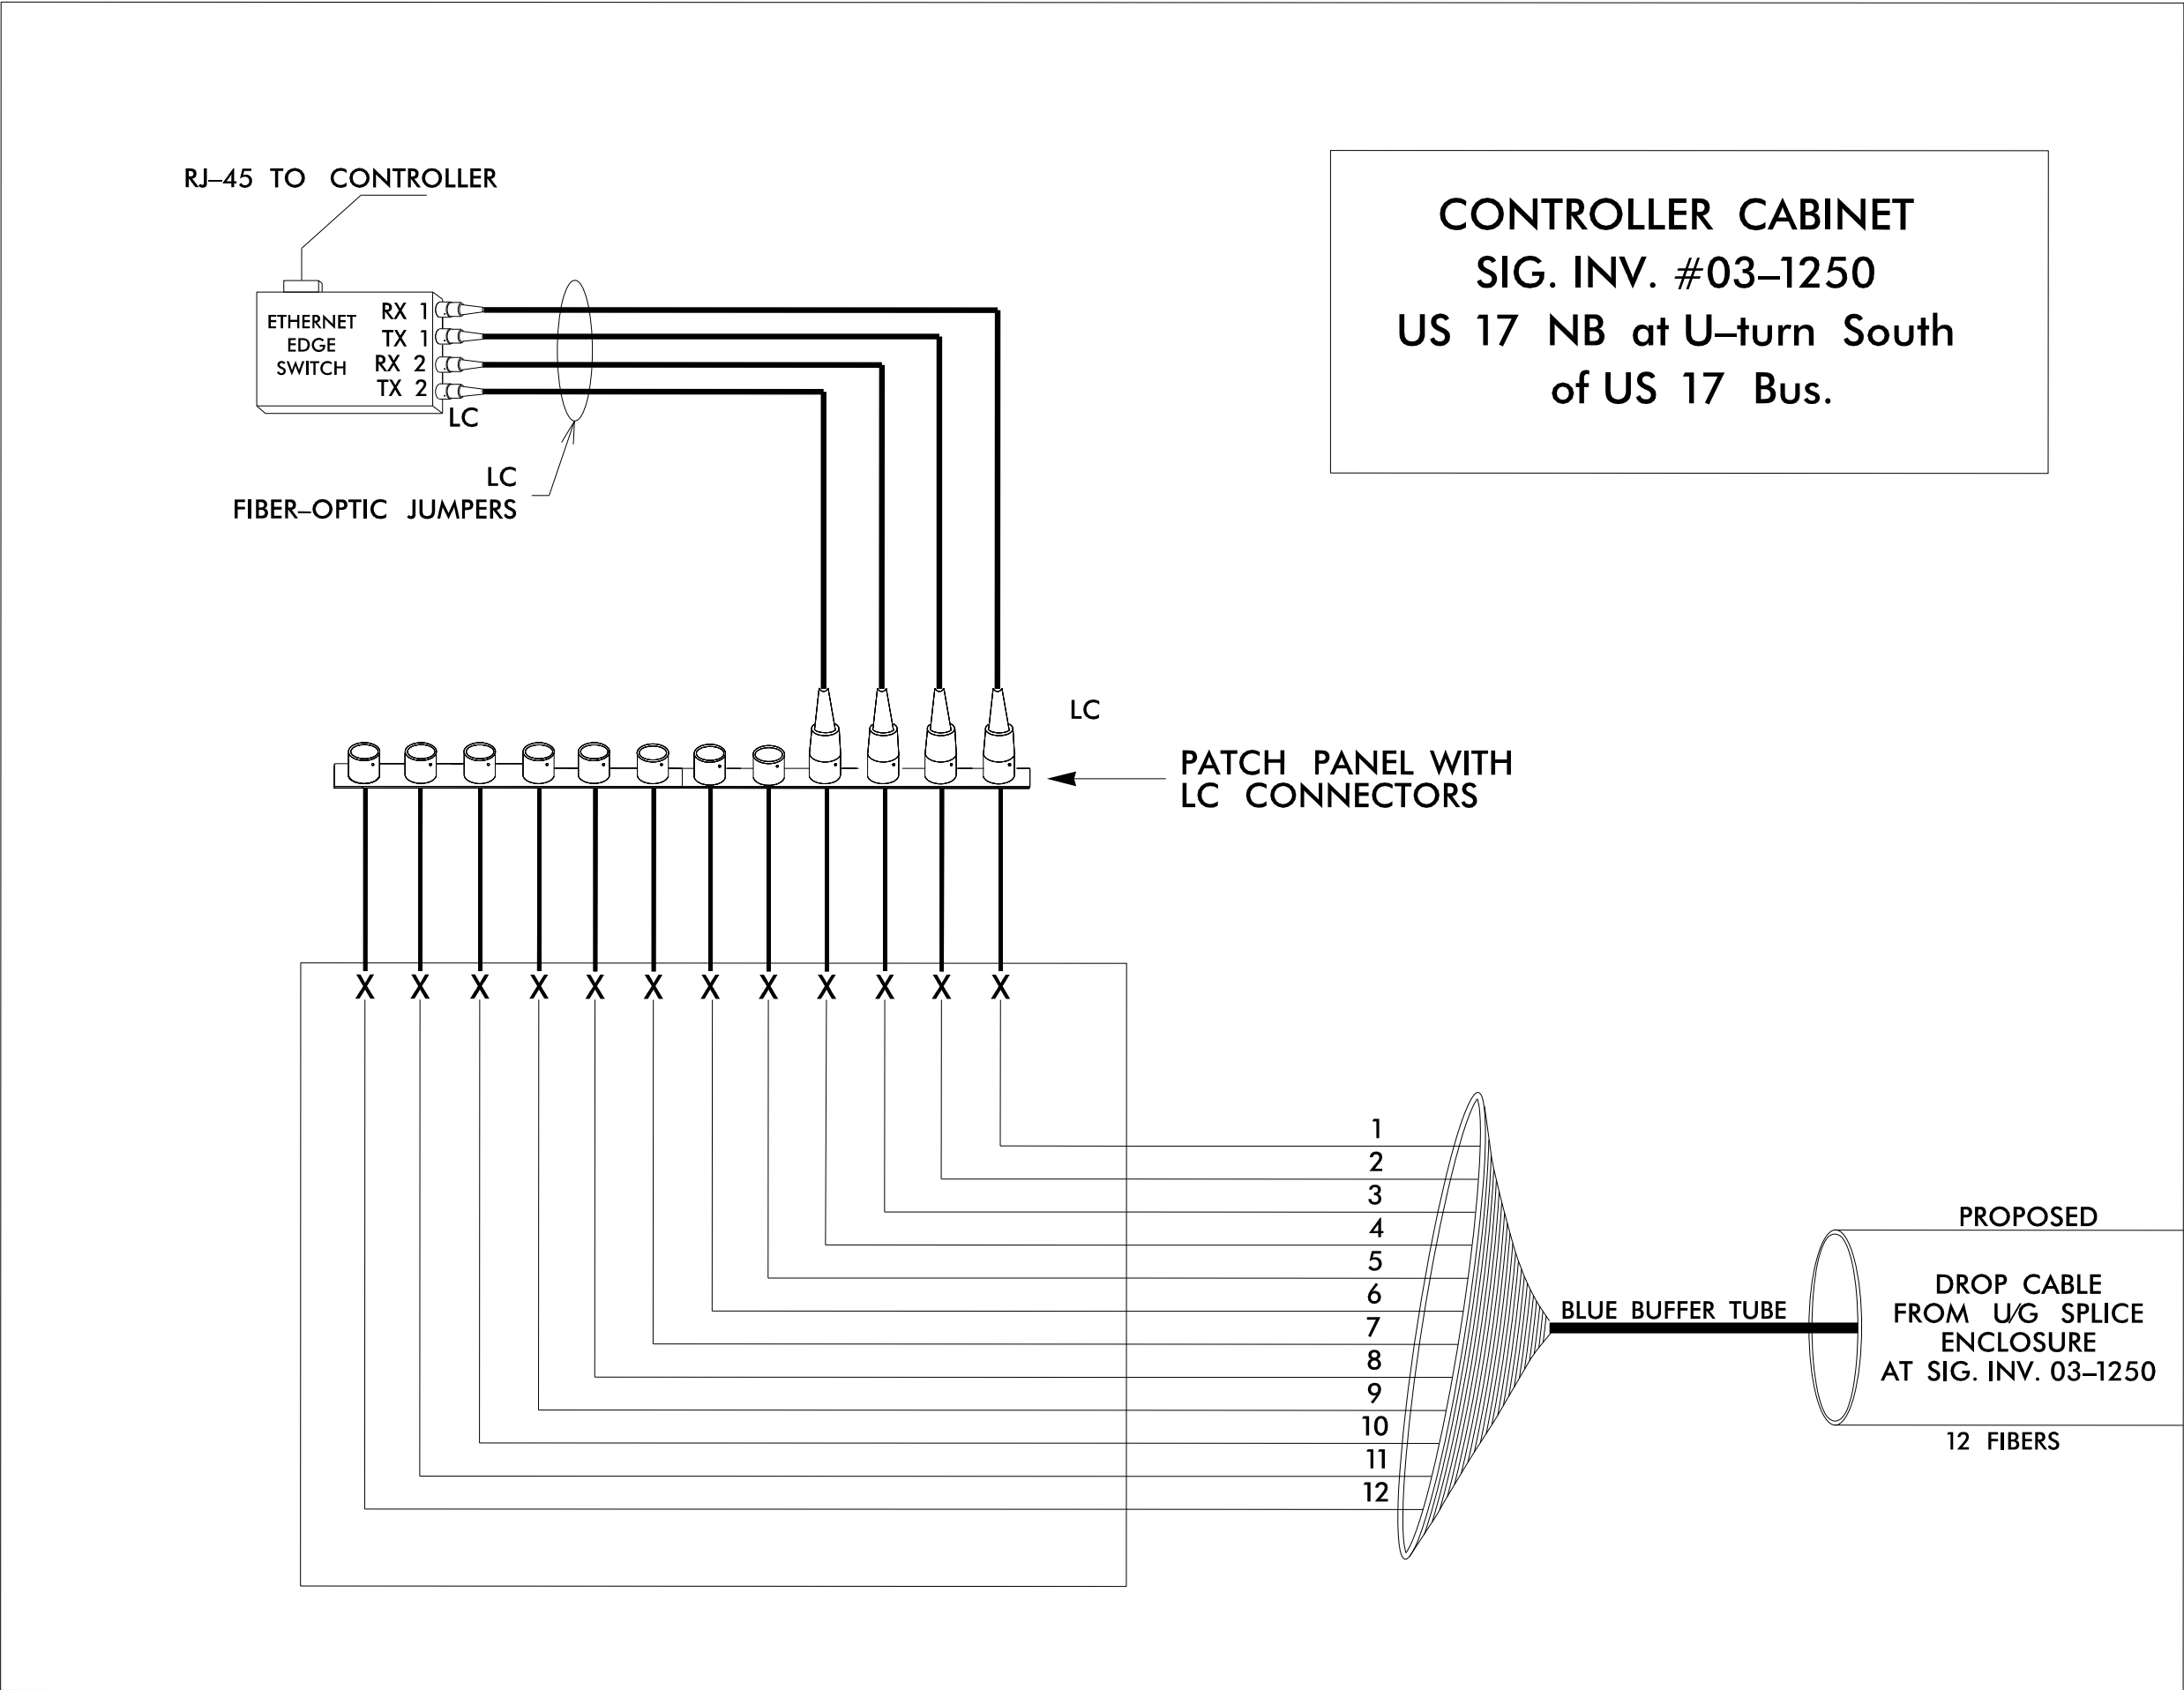 RJ–45 TO CONTROLLER
CONTROLLER CABINET
SIG. INV. #03–1250
US 17 NB at U–turn South
of US 17 Bus.
ETHERNET
EDGE
SWITCH
RX 1
TX 1
RX 2
TX 2
LC
LC
FIBER–OPTIC JUMPERS
LC
PATCH PANEL WITH
LC CONNECTORS
X X X X X X X X X X X X
1
2
3
4
5
6
7
8
9
10
11
12
BLUE BUFFER TUBE
PROPOSED
DROP CABLE
FROM U/G SPLICE
ENCLOSURE
AT SIG. INV. 03–1250
12 FIBERS